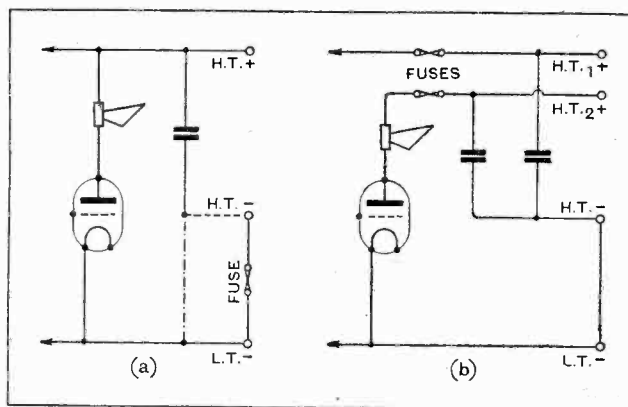 H.T.+
H.T.-
FUSE
L.T.-
(a)
H.T.1+
FUSES
H.T.2+
H.T.-
L.T.-
(b)